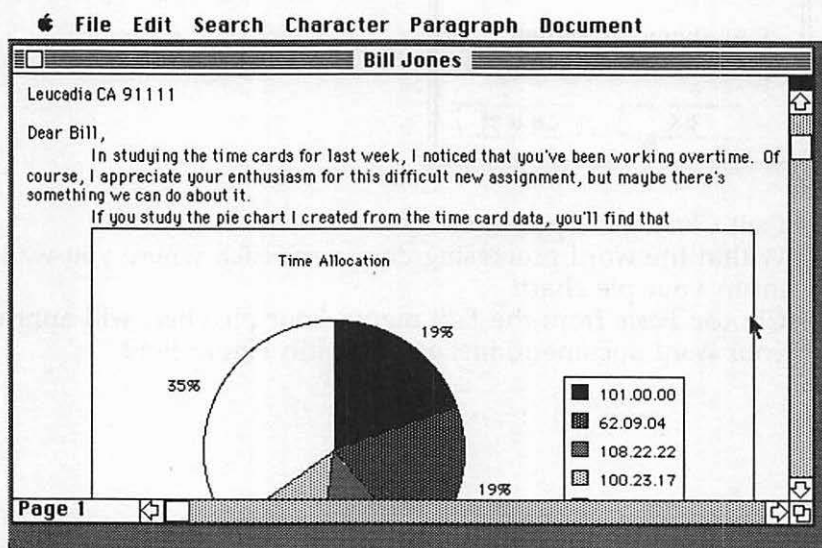 File Edit Search Character Paragraph Document
Bill Jones
Leucadia CA 91111
Dear Bill,
In studying the time cards for last week, I noticed that you've been working overtime. Of
course, I appreciate your enthusiasm for this difficult new assignment, but maybe there's
something we can do about it.
If you study the pie chart I created from the time card data, you'll find that
Time Allocation
19%
35%
101.00.00
62.09.04
108.22.22
100.23.17
19%
Page 1